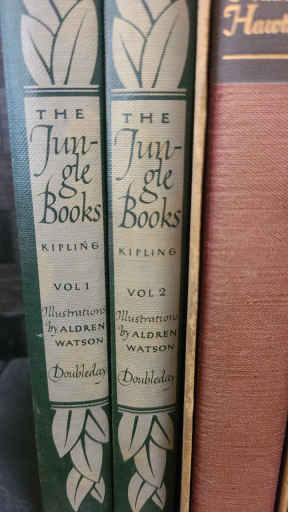 THE
Jun-
gle
Books
KIPLING
VOL 1
Illustrations
by ALDREN
WATSON
Doubleday
THE
Jun-
gle
Books
KIPLING
VOL 2
Illustrations
by ALDREN
WATSON
Doubleday